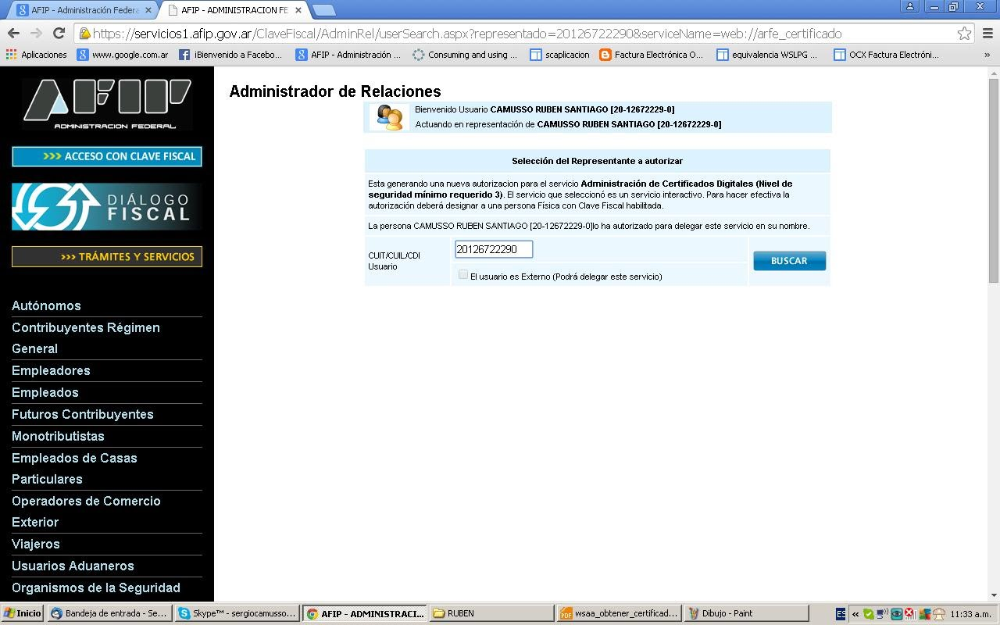 AFIP - Administración Federa
AFIP - ADMINISTRACION FE
https://servicios1.afip.gov.ar/ClaveFiscal/AdminRel/userSearch.aspx?representado=20126722290&serviceName=web://arfe_certificado
Aplicaciones
www.google.com.ar
iBienvenido a Facebo...
AFIP - Administración ...
Consuming and using ...
scaplicacion
Factura Electrónica O...
equivalencia WSLPG ...
OCX Factura Electróni...
»
AFIP
ADMINISTRACION FEDERAL
>>> ACCESO CON CLAVE FISCAL
DIÁLOGO
FISCAL
>>> TRÁMITES Y SERVICIOS
Autónomos
Contribuyentes Régimen
General
Empleadores
Empleados
Futuros Contribuyentes
Monotributistas
Empleados de Casas
Particulares
Operadores de Comercio
Exterior
Viajeros
Usuarios Aduaneros
Organismos de la Seguridad
Administrador de Relaciones
Bienvenido Usuario CAMUSSO RUBEN SANTIAGO [20-12672229-0]
Actuando en representación de CAMUSSO RUBEN SANTIAGO [20-12672229-0]
Selección del Representante a autorizar
Esta generando una nueva autorizacion para el servicio Administración de Certificados Digitales (Nivel de
seguridad mínimo requerido 3). El servicio que seleccionó es un servicio interactivo. Para hacer efectiva la
autorización deberá designar a una persona Física con Clave Fiscal habilitada.
La persona CAMUSSO RUBEN SANTIAGO [20-12672229-0]lo ha autorizado para delegar este servicio en su nombre.
CUIT/CUIL/CDI
Usuario
20126722290
El usuario es Externo (Podrá delegar este servicio)
BUSCAR
Inicio
Bandeja de entrada - Se...
Skype™ - sergiocamusso...
AFIP - ADMINISTRACI...
RUBEN
wsaa_obtener_certificad...
Dibujo - Paint
ES
«
11:33 a.m.